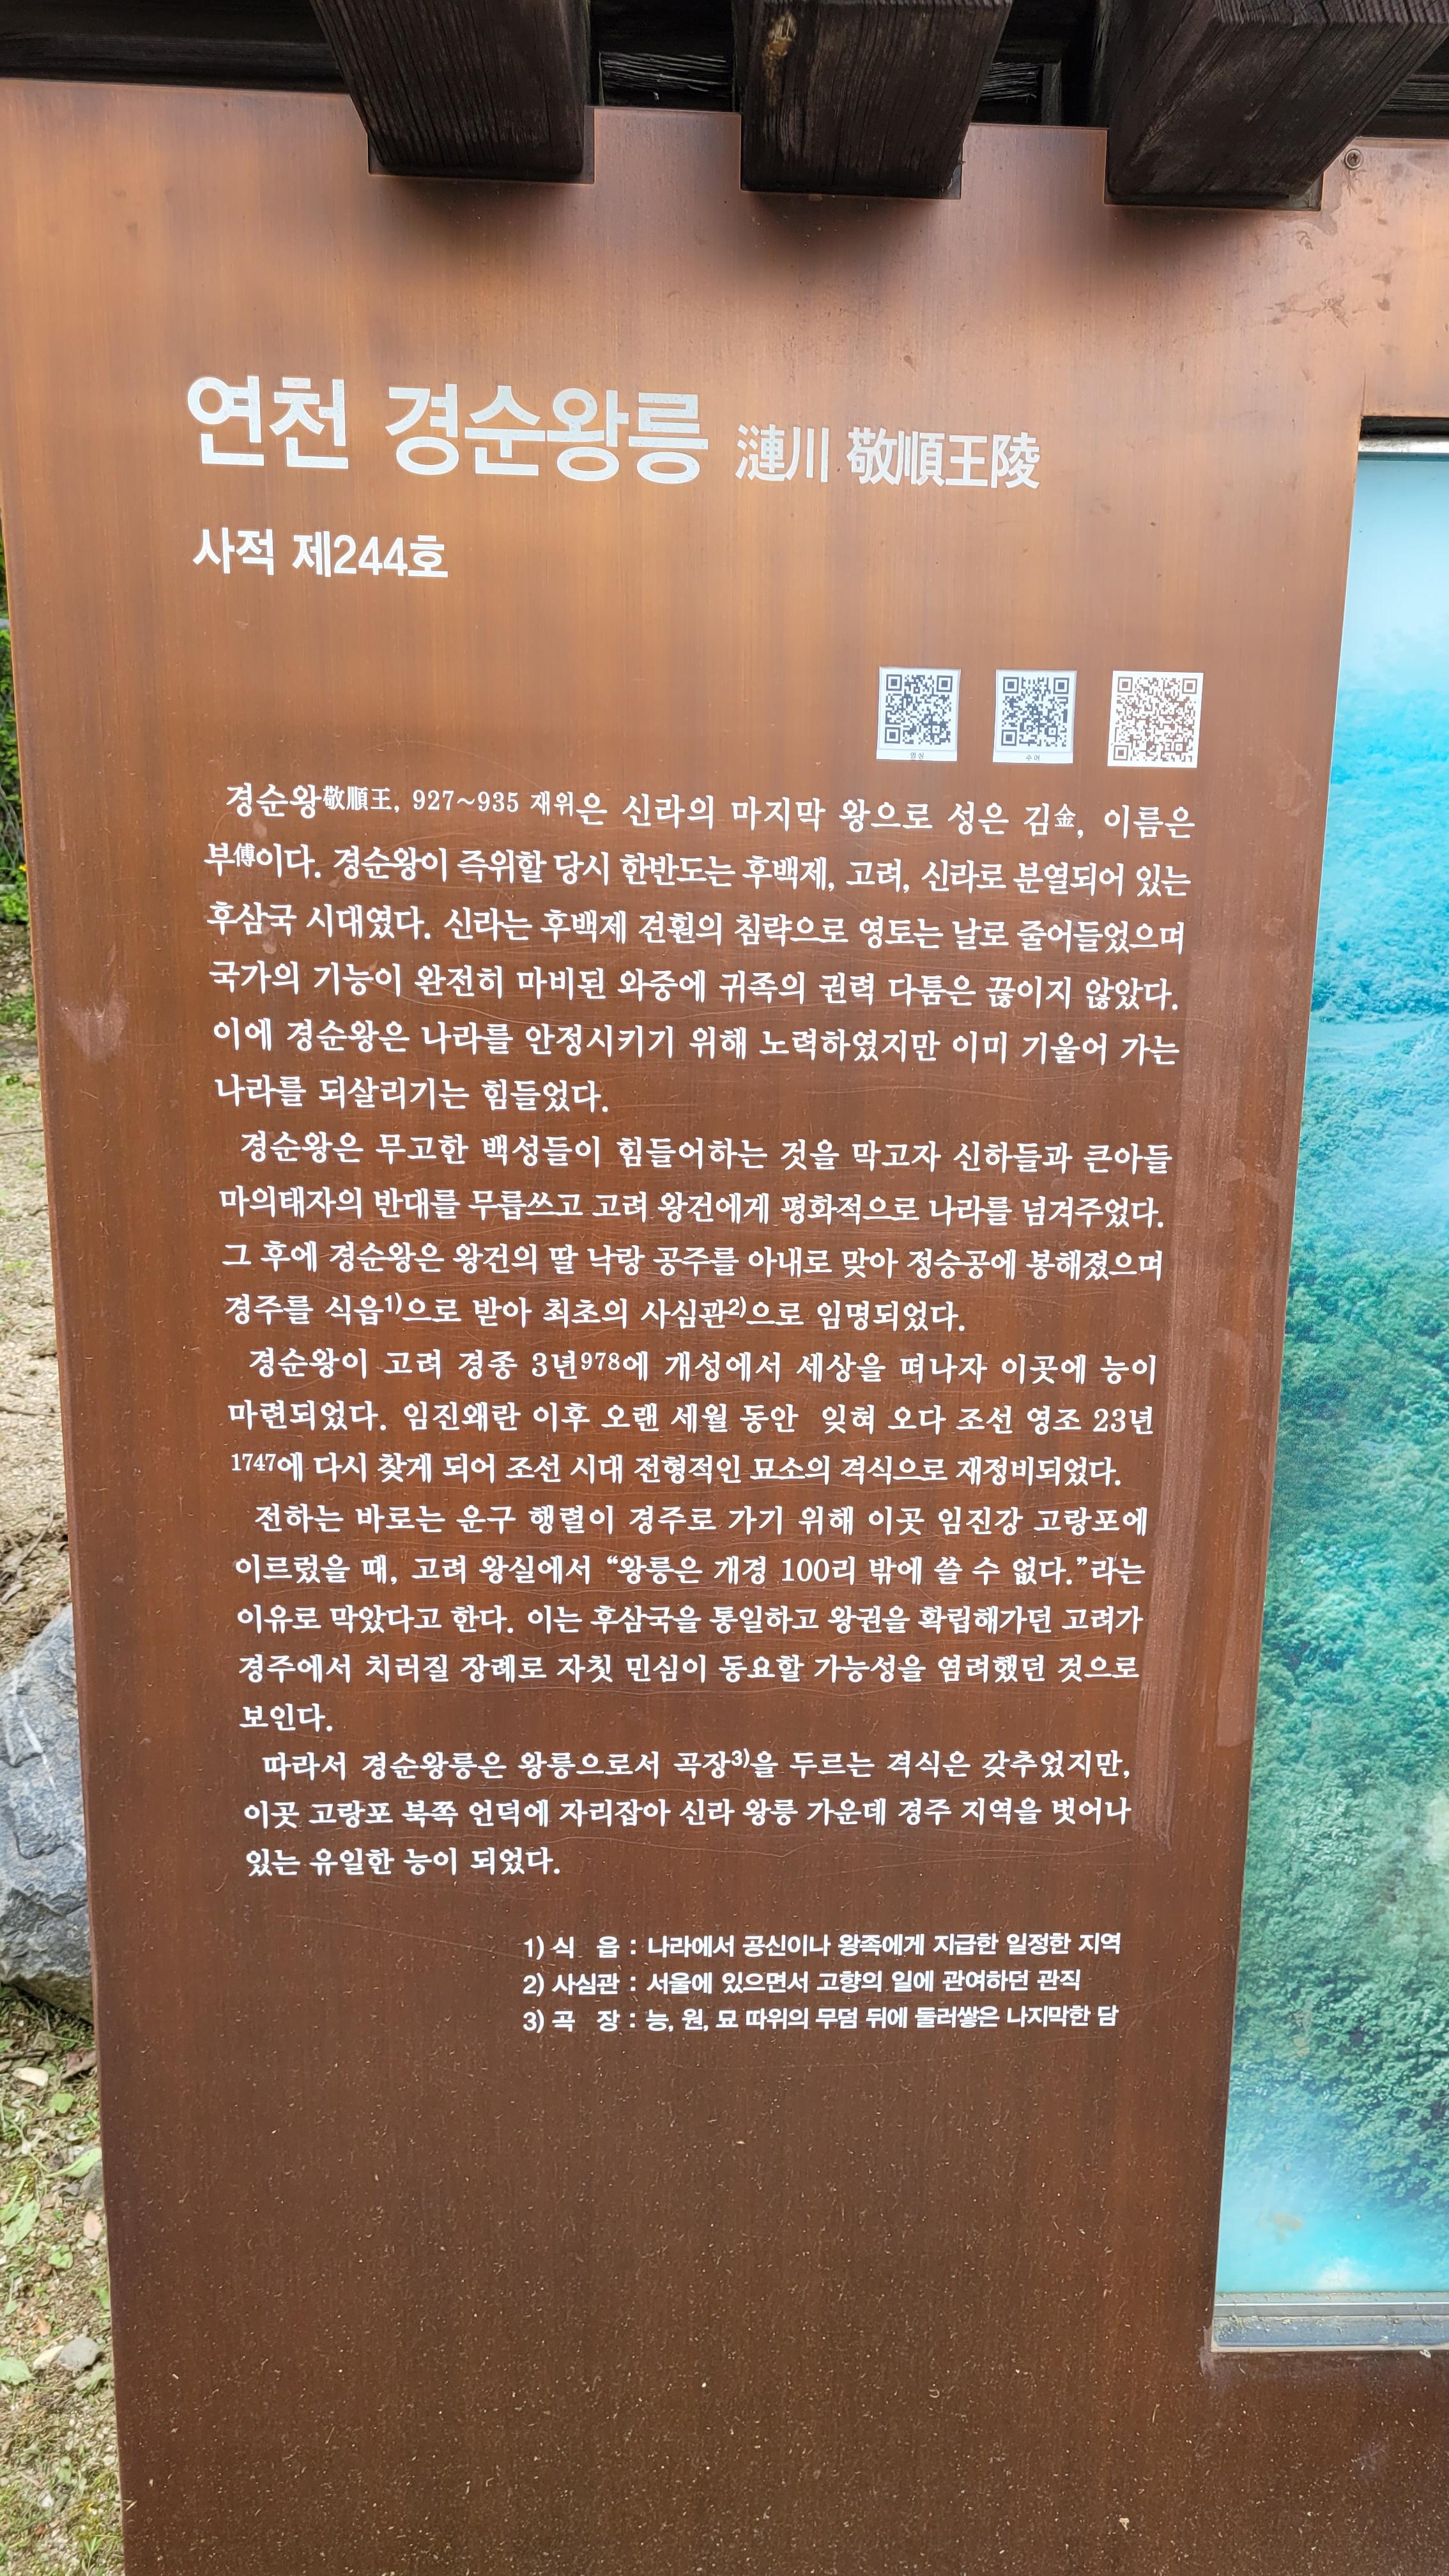 연천 경순왕릉 漣川 敬順王陵
사적 제244호
음성 수어
경순왕敬順王, 927~935 재위은 신라의 마지막 왕으로 성은 김金, 이름은
부傅이다. 경순왕이 즉위할 당시 한반도는 후백제, 고려, 신라로 분열되어 있는
후삼국 시대였다. 신라는 후백제 견훤의 침략으로 영토는 날로 줄어들었으며
국가의 기능이 완전히 마비된 와중에 귀족의 권력 다툼은 끊이지 않았다.
이에 경순왕은 나라를 안정시키기 위해 노력하였지만 이미 기울어 가는
나라를 되살리기는 힘들었다.
경순왕은 무고한 백성들이 힘들어하는 것을 막고자 신하들과 큰아들
마의태자의 반대를 무릅쓰고 고려 왕건에게 평화적으로 나라를 넘겨주었다.
그 후에 경순왕은 왕건의 딸 낙랑 공주를 아내로 맞아 정승공에 봉해졌으며
경주를 식읍1)으로 받아 최초의 사심관2)으로 임명되었다.
경순왕이 고려 경종 3년978에 개성에서 세상을 떠나자 이곳에 능이
마련되었다. 임진왜란 이후 오랜 세월 동안 잊혀 오다 조선 영조 23년
1747에 다시 찾게 되어 조선 시대 전형적인 묘소의 격식으로 재정비되었다.
전하는 바로는 운구 행렬이 경주로 가기 위해 이곳 임진강 고랑포에
이르렀을 때, 고려 왕실에서 “왕릉은 개경 100리 밖에 쓸 수 없다.”라는
이유로 막았다고 한다. 이는 후삼국을 통일하고 왕권을 확립해가던 고려가
경주에서 치러질 장례로 자칫 민심이 동요할 가능성을 염려했던 것으로
보인다.
따라서 경순왕릉은 왕릉으로서 곡장3)을 두르는 격식은 갖추었지만,
이곳 고랑포 북쪽 언덕에 자리잡아 신라 왕릉 가운데 경주 지역을 벗어나
있는 유일한 능이 되었다.
1) 식 읍 : 나라에서 공신이나 왕족에게 지급한 일정한 지역
2) 사심관 : 서울에 있으면서 고향의 일에 관여하던 관직
3) 곡 장 : 능, 원, 묘 따위의 무덤 뒤에 둘러쌓은 나지막한 담